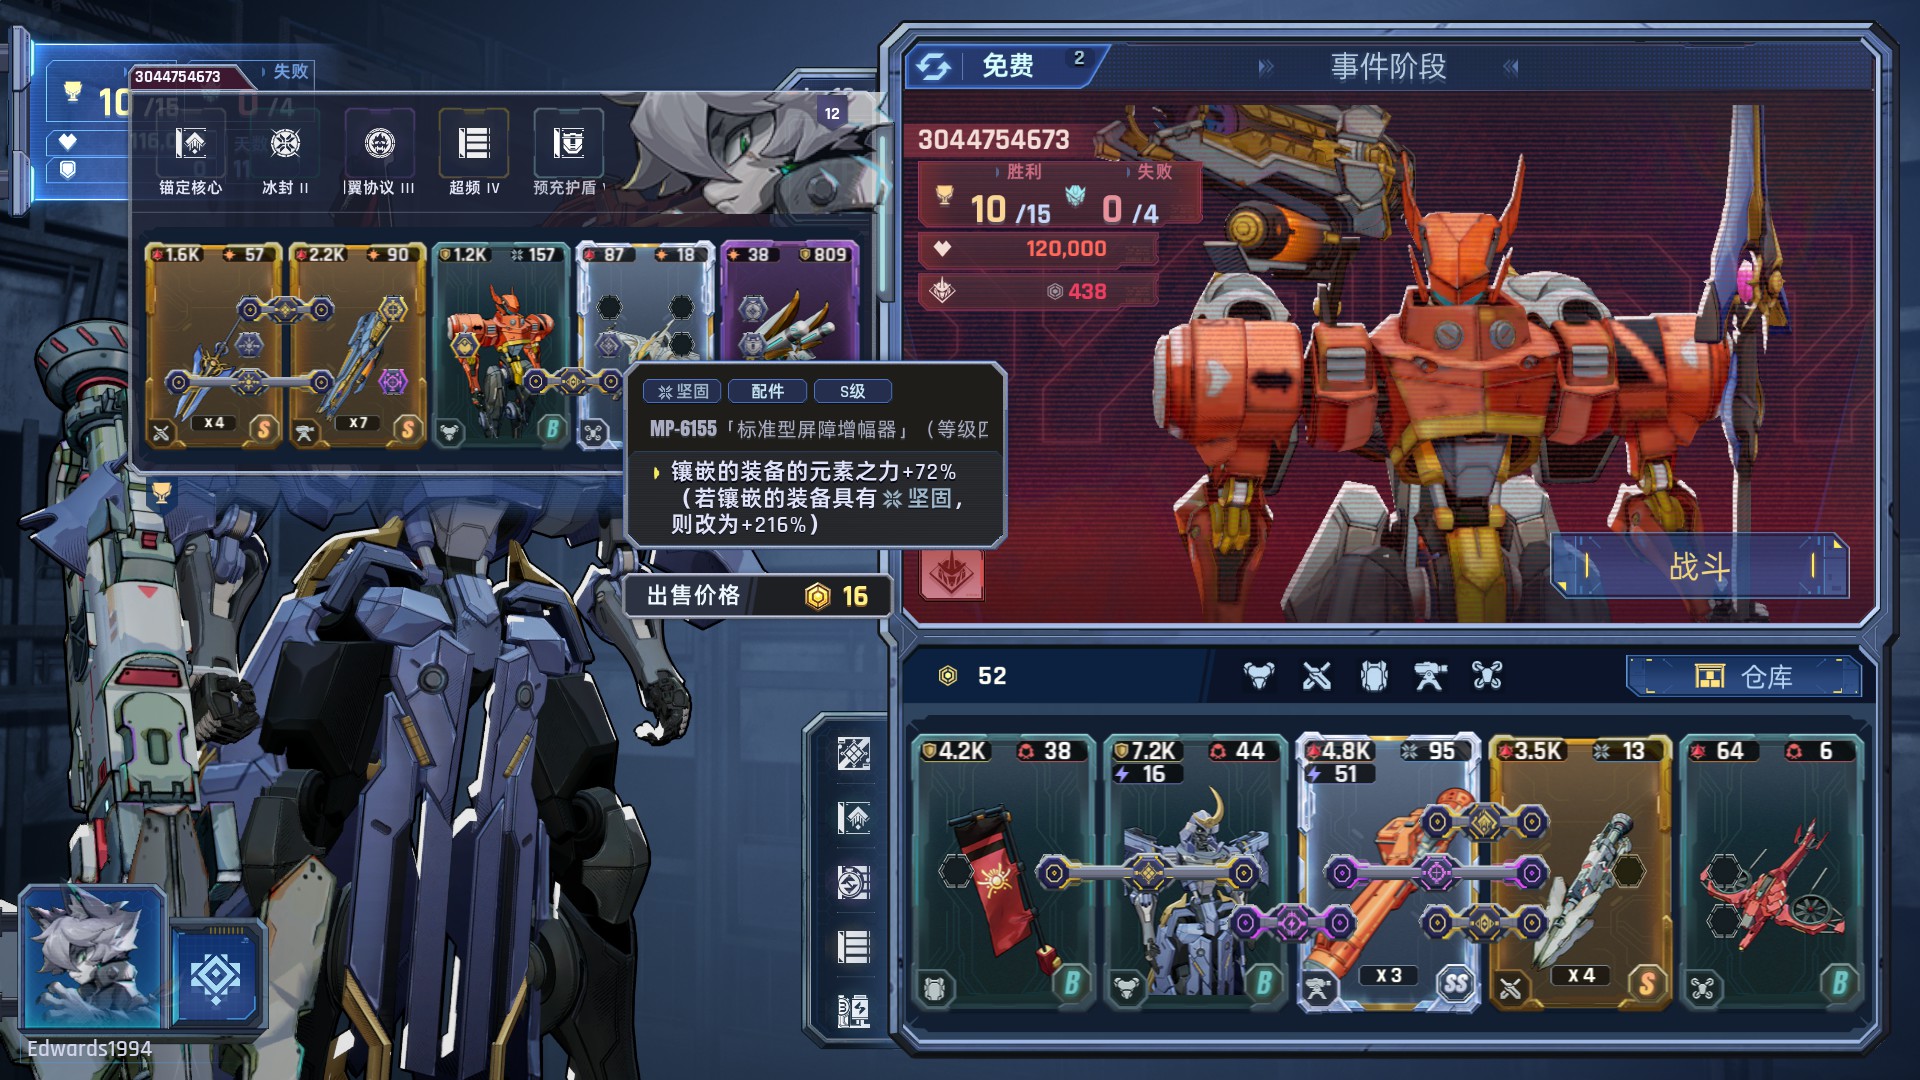 失败
10 /15 0 /4
3044754673
12
锚定核心
冰封 II
翼协议 III
超频 IV
预充护盾
1.6K 57
2.2K 90
1.2K 157
87 18
38 809
X4 S
X7 S
B
坚固 配件 S级
MP-6155「标准型屏障增幅器」（等级
镶嵌的装备的元素之力+72%
（若镶嵌的装备具有 坚固，
则改为+216%）
出售价格 16
免费 2
事件阶段
3044754673
胜利 失败
10 /15 0 /4
120,000
438
战斗
52
仓库
4.2K 38
B
7.2K 44
16
B
4.8K 95
51
X3 SS
3.5K 13
X4 S
64 6
B
Edwards1994